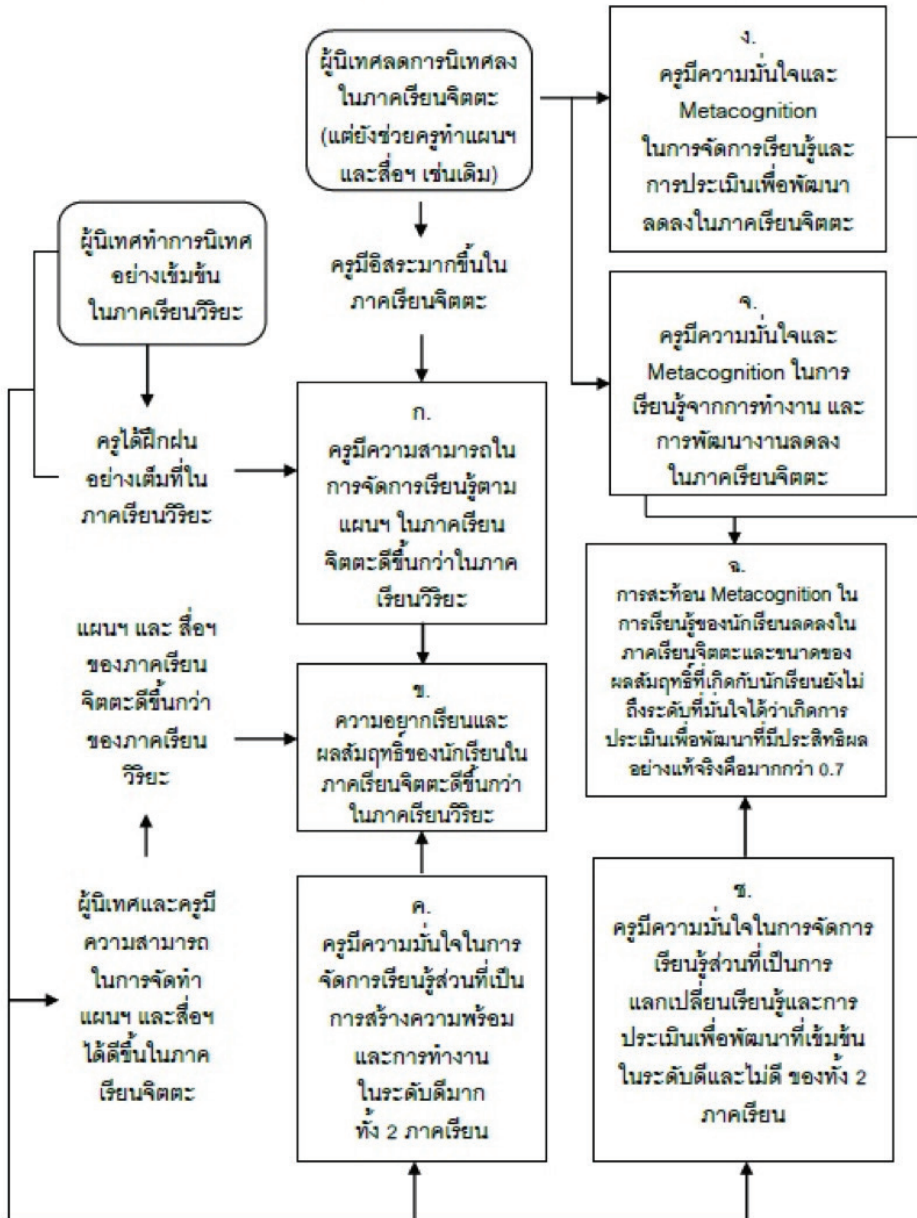 ผู้นิเทศลดการนิเทศลง
ในภาคเรียนจิตตะ
(แต่ยังช่วยครูทำแผนฯ
และสื่อฯ เช่นเดิม)
ง.
ครูมีความมั่นใจและ
Metacognition
ในการจัดการเรียนรู้และ
การประเมินเพื่อพัฒนา
ลดลงในภาคเรียนจิตตะ
ผู้นิเทศทำการนิเทศ
อย่างเข้มข้น
ในภาคเรียนวิริยะ
ครูมีอิสระมากขึ้นใน
ภาคเรียนจิตตะ
จ.
ครูมีความมั่นใจและ
Metacognition ในการ
เรียนรู้จากการทำงาน และ
การพัฒนางานลดลง
ในภาคเรียนจิตตะ
ครูได้ฝึกฝน
อย่างเต็มที่ใน
ภาคเรียนวิริยะ
ก.
ครูมีความสามารถใน
การจัดการเรียนรู้ตาม
แผนฯ ในภาคเรียน
จิตตะดีขึ้นกว่าในภาค
เรียนวิริยะ
ฉ.
การสะท้อน Metacognition ใน
การเรียนรู้ของนักเรียนลดลงใน
ภาคเรียนจิตตะและขนาดของ
ผลสัมฤทธิ์ที่เกิดกับนักเรียนยังไม่
ถึงระดับที่มั่นใจได้ว่าเกิดการ
ประเมินเพื่อพัฒนาที่มีประสิทธิผล
อย่างแท้จริงคือมากกว่า 0.7
แผนฯ และ สื่อฯ
ของภาคเรียน
จิตตะดีขึ้นกว่า
ของภาคเรียน
วิริยะ
ข.
ความอยากเรียนและ
ผลสัมฤทธิ์ของนักเรียนใน
ภาคเรียนจิตตะดีขึ้นกว่า
ในภาคเรียนวิริยะ
ผู้นิเทศและครูมี
ความสามารถ
ในการจัดทำ
แผนฯ และสื่อฯ
ได้ดีขึ้นในภาค
เรียนจิตตะ
ค.
ครูมีความมั่นใจในการ
จัดการเรียนรู้ส่วนที่เป็น
การสร้างความพร้อม
และการทำงาน
ในระดับดีมาก
ทั้ง 2 ภาคเรียน
ช.
ครูมีความมั่นใจในการจัดการ
เรียนรู้ส่วนที่เป็นการ
แลกเปลี่ยนเรียนรู้และการ
ประเมินเพื่อพัฒนาที่เข้มข้น
ในระดับดีและไม่ดี ของทั้ง 2
ภาคเรียน